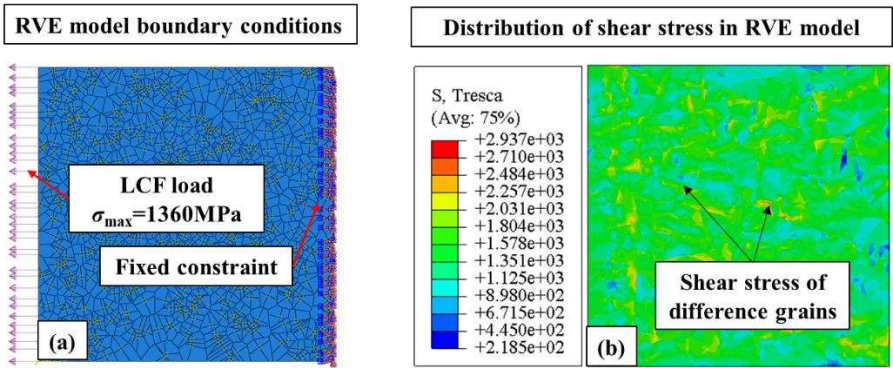 RVE model boundary conditions
Distribution of shear stress in RVE model
LCF load
σmax=1360MPa
Fixed constraint
(a)
S, Tresca
(Avg: 75%)
+2.937e+03
+2.710e+03
+2.484e+03
+2.257e+03
+2.031e+03
+1.804e+03
+1.578e+03
+1.351e+03
+1.125e+03
+8.980e+02
+6.715e+02
+4.450e+02
+2.185e+02
Shear stress of
difference grains
(b)